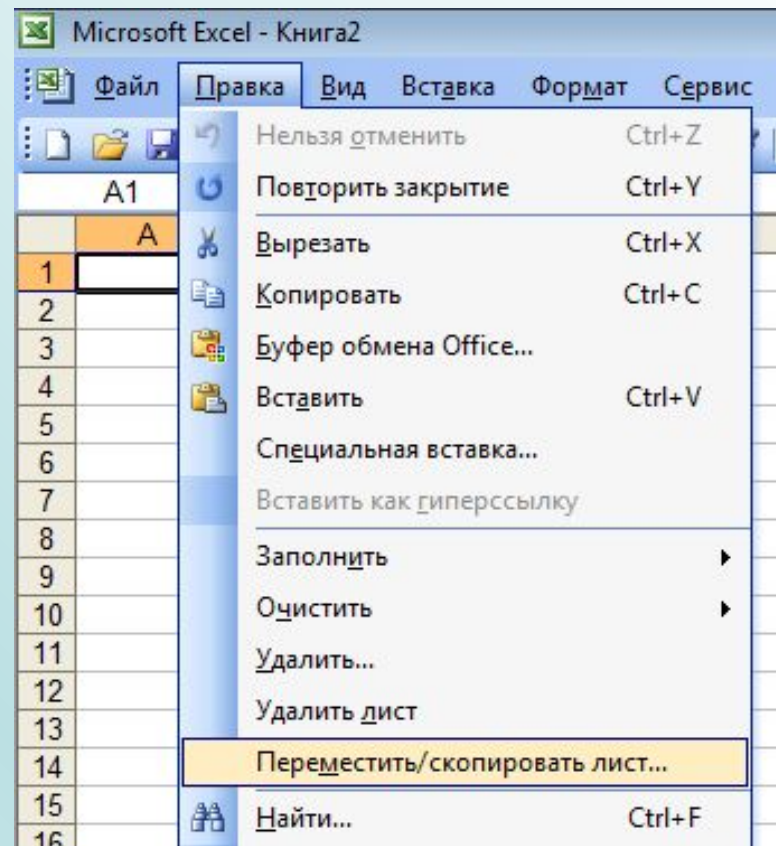 Microsoft Excel - Книга2
Файл Правка Вид Вставка Формат Сервис
Нельзя отменить Ctrl+Z
A1
Повторить закрытие Ctrl+Y
A
Вырезать Ctrl+X
1
Копировать Ctrl+C
2
3
Буфер обмена Office...
4
Вставить Ctrl+V
5
6
Специальная вставка...
7
Вставить как гиперссылку
8
9
Заполнить
10
Очистить
11
Удалить...
12
13
Удалить лист
14
Переместить/скопировать лист...
15
Найти... Ctrl+F
16